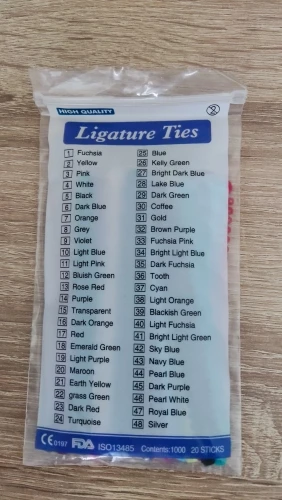 HIGH QUALITY
Ligature Ties
1 Fuchsia
2 Yellow
3 Pink
4 White
5 Black
6 Dark Blue
7 Orange
8 Grey
9 Violet
10 Light Blue
11 Light Pink
12 Bluish Green
13 Rose Red
14 Purple
15 Transparent
16 Dark Orange
17 Red
18 Emerald Green
19 Light Purple
20 Maroon
21 Earth Yellow
22 grass Green
23 Dark Red
24 Turquoise
25 Blue
26 Kelly Green
27 Bright Dark Blue
28 Lake Blue
29 Dark Green
30 Coffee
31 Gold
32 Brown Purple
33 Fuchsia Pink
34 Bright Light Blue
35 Dark Fuchsia
36 Tooth
37 Cyan
38 Light Orange
39 Blackish Green
40 Light Fuchsia
41 Bright Light Green
42 Sky Blue
43 Navy Blue
44 Pearl Blue
45 Dark Purple
46 Pearl White
47 Royal Blue
48 Silver
CE 0197 FDA ISO13485 Contents:1000 20 STICKS